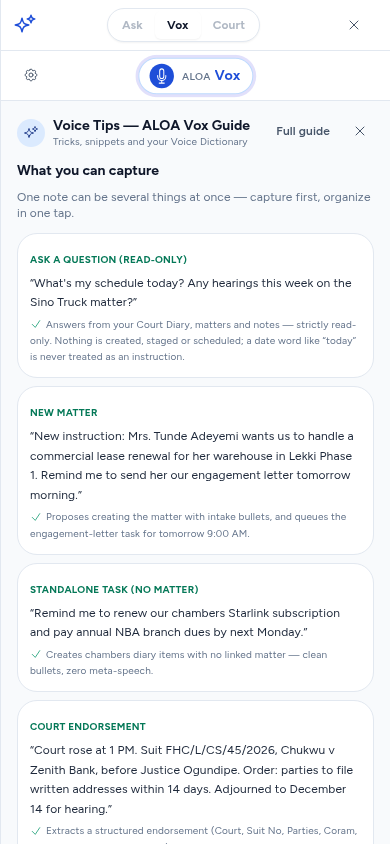 Ask Vox Court
ALOA Vox
Voice Tips — ALOA Vox Guide
Tricks, snippets and your Voice Dictionary
Full guide
What you can capture
One note can be several things at once — capture first, organize
in one tap.
ASK A QUESTION (READ-ONLY)
“What's my schedule today? Any hearings this week on the
Sino Truck matter?”
✓ Answers from your Court Diary, matters and notes — strictly read-
only. Nothing is created, staged or scheduled; a date word like “today”
is never treated as an instruction.
NEW MATTER
“New instruction: Mrs. Tunde Adeyemi wants us to handle a
commercial lease renewal for her warehouse in Lekki Phase
1. Remind me to send her our engagement letter tomorrow
morning.”
✓ Proposes creating the matter with intake bullets, and queues the
engagement-letter task for tomorrow 9:00 AM.
STANDALONE TASK (NO MATTER)
“Remind me to renew our chambers Starlink subscription
and pay annual NBA branch dues by next Monday.”
✓ Creates chambers diary items with no linked matter — clean
bullets, zero meta-speech.
COURT ENDORSEMENT
“Court rose at 1 PM. Suit FHC/L/CS/45/2026, Chukwu v
Zenith Bank, before Justice Ogundipe. Order: parties to file
written addresses within 14 days. Adjourned to December
14 for hearing.”
✓ Extracts a structured endorsement (Court, Suit No, Parties, Coram,